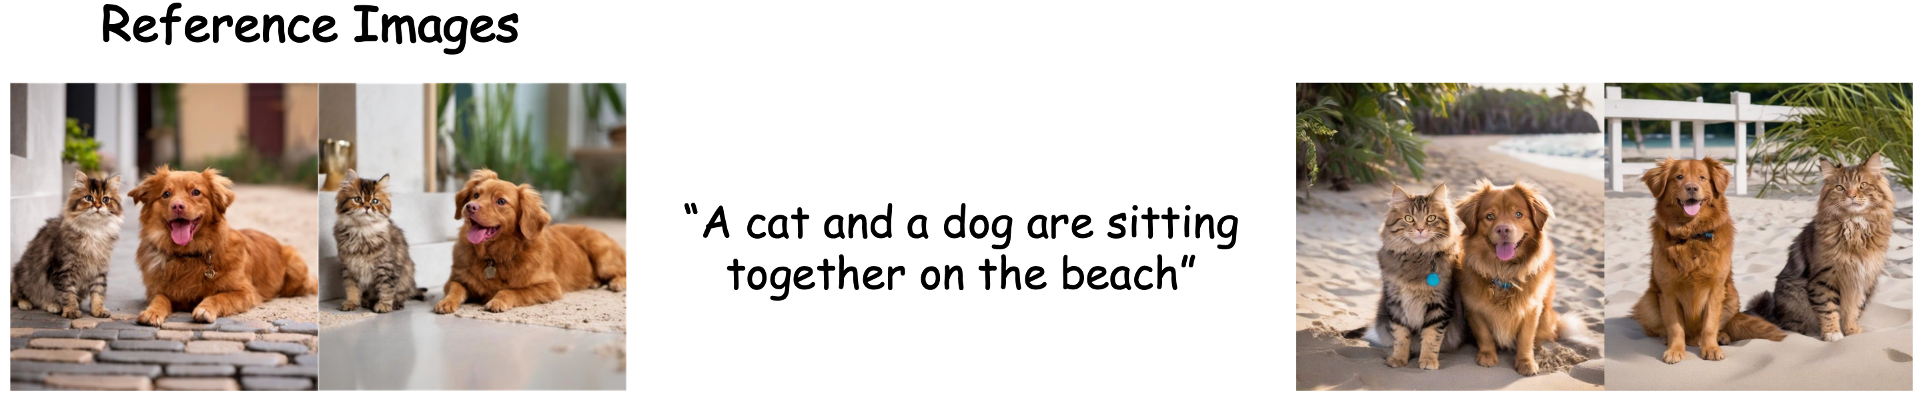 Reference Images
“A cat and a dog are sitting
together on the beach”